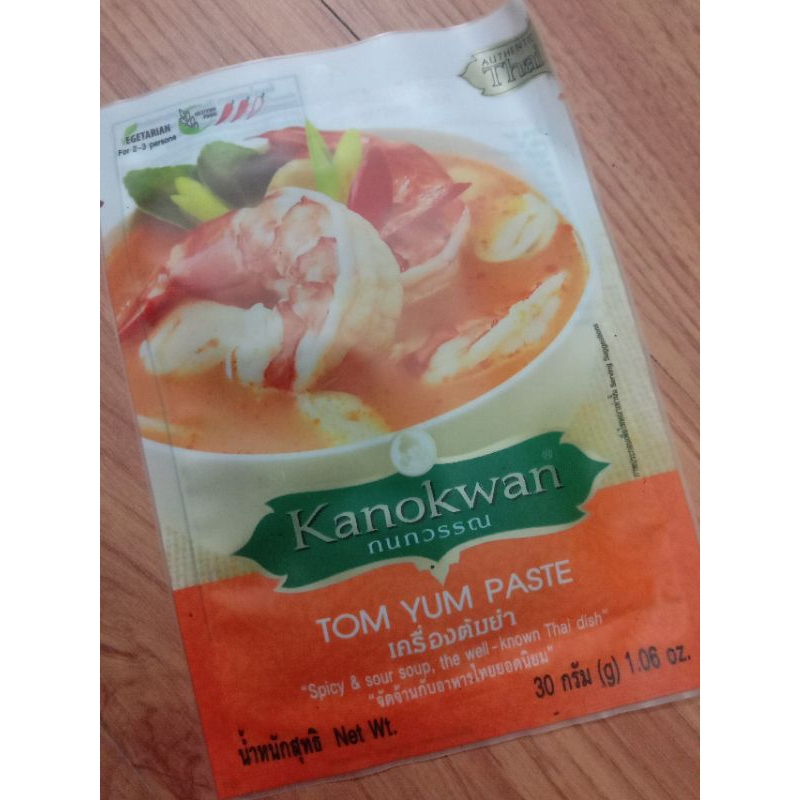 AUTHENTIC
Thai
VEGETARIAN
For 2-3 persons
Kanokwan®
กนกวรรณ
TOM YUM PASTE
เครื่องต้มยำ
"Spicy & sour soup, the well-known Thai dish"
"จัดจ้านกับอาหารไทยยอดนิยม"
น้ำหนักสุทธิ Net Wt. 30 กรัม (g) 1.06 oz.
Serving Suggestions